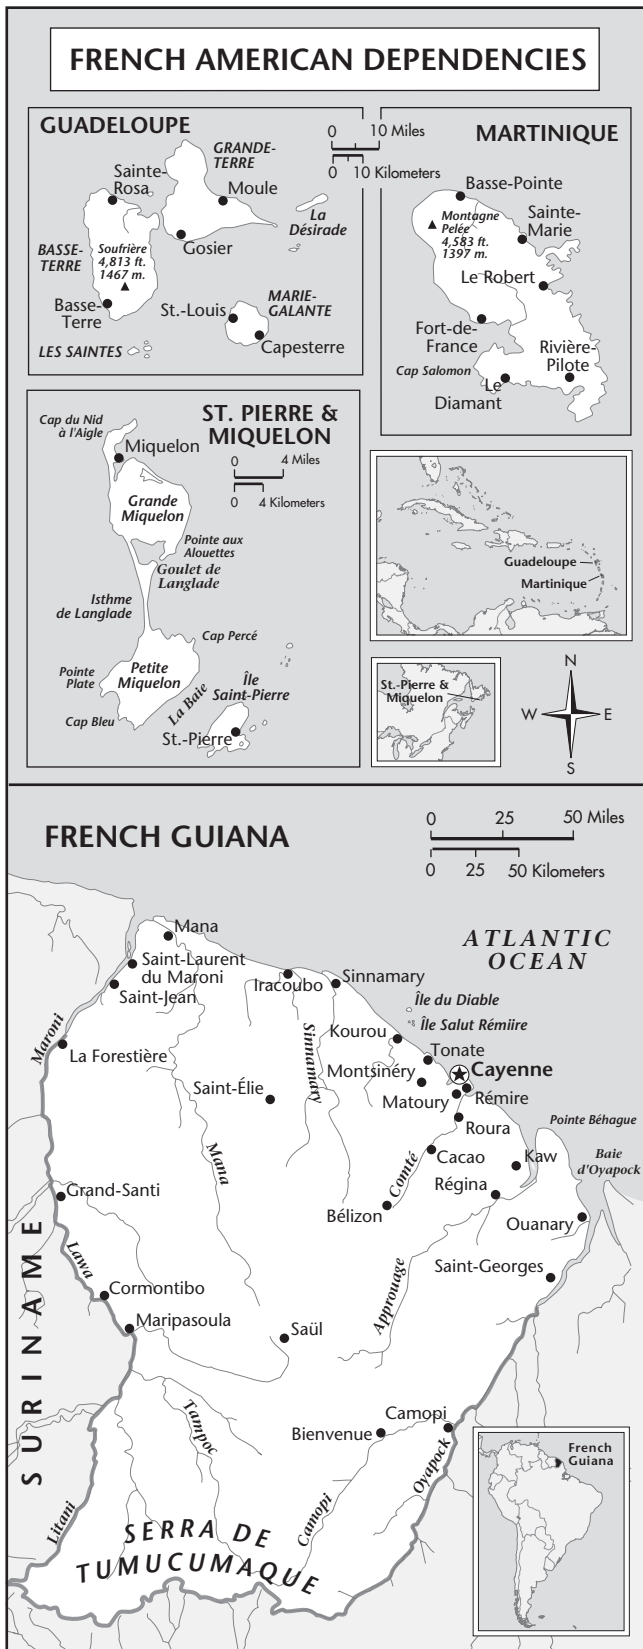 FRENCH AMERICAN DEPENDENCIES
GUADELOUPE
0 10 Miles
0 10 Kilometers
GRANDE-
TERRE
Sainte-
Rosa
Moule
La
Désirade
Gosier
BASSE-
TERRE
Soufrière
4,813 ft.
1467 m.
Basse-
Terre
St.-Louis
MARIE-
GALANTE
Capesterre
LES SAINTES
MARTINIQUE
Basse-Pointe
Montagne
Pelée
4,583 ft.
1397 m.
Sainte-
Marie
Le Robert
Fort-de-
France
Rivière-
Pilote
Cap Salomon
Le
Diamant
ST. PIERRE &
MIQUELON
0 4 Miles
0 4 Kilometers
Cap du Nid
à l'Aigle
Miquelon
Grande
Miquelon
Pointe aux
Alouettes
Goulet de
Langlade
Isthme
de Langlade
Cap Percé
Pointe
Plate
Petite
Miquelon
La Baie
Île
Saint-Pierre
Cap Bleu
St.-Pierre
Guadeloupe
Martinique
St.-Pierre &
Miquelon
N
W E
S
FRENCH GUIANA
0 25 50 Miles
0 25 50 Kilometers
ATLANTIC
OCEAN
Mana
Saint-Laurent
du Maroni
Saint-Jean
Iracoubo
Sinnamary
Île du Diable
Île Salut Rémiire
Maroni
La Forestière
Sinnamary
Kourou
Tonate
Cayenne
Montsinéry
Saint-Élie
Matoury
Rémire
Roura
Pointe Béhague
Mana
Comté
Cacao
Kaw
Baie
d'Oyapock
Grand-Santi
Régina
Bélizon
Ouanary
SURINAME
Lawa
Approuage
Saint-Georges
Cormontibo
Maripasoula
Saül
Tampoc
Camopi
Bienvenue
Oyapock
Camopi
Litani
SERRA DE
TUMUCUMAQUE
French
Guiana